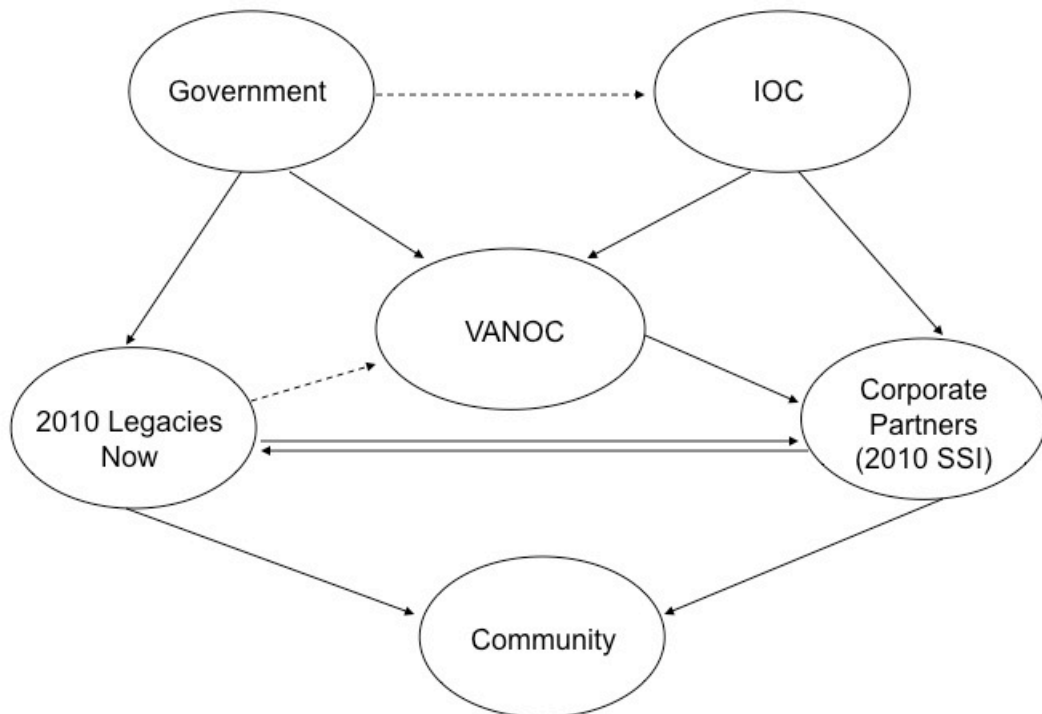 Government
IOC
VANOC
2010 Legacies
Now
Corporate
Partners
(2010 SSI)
Community